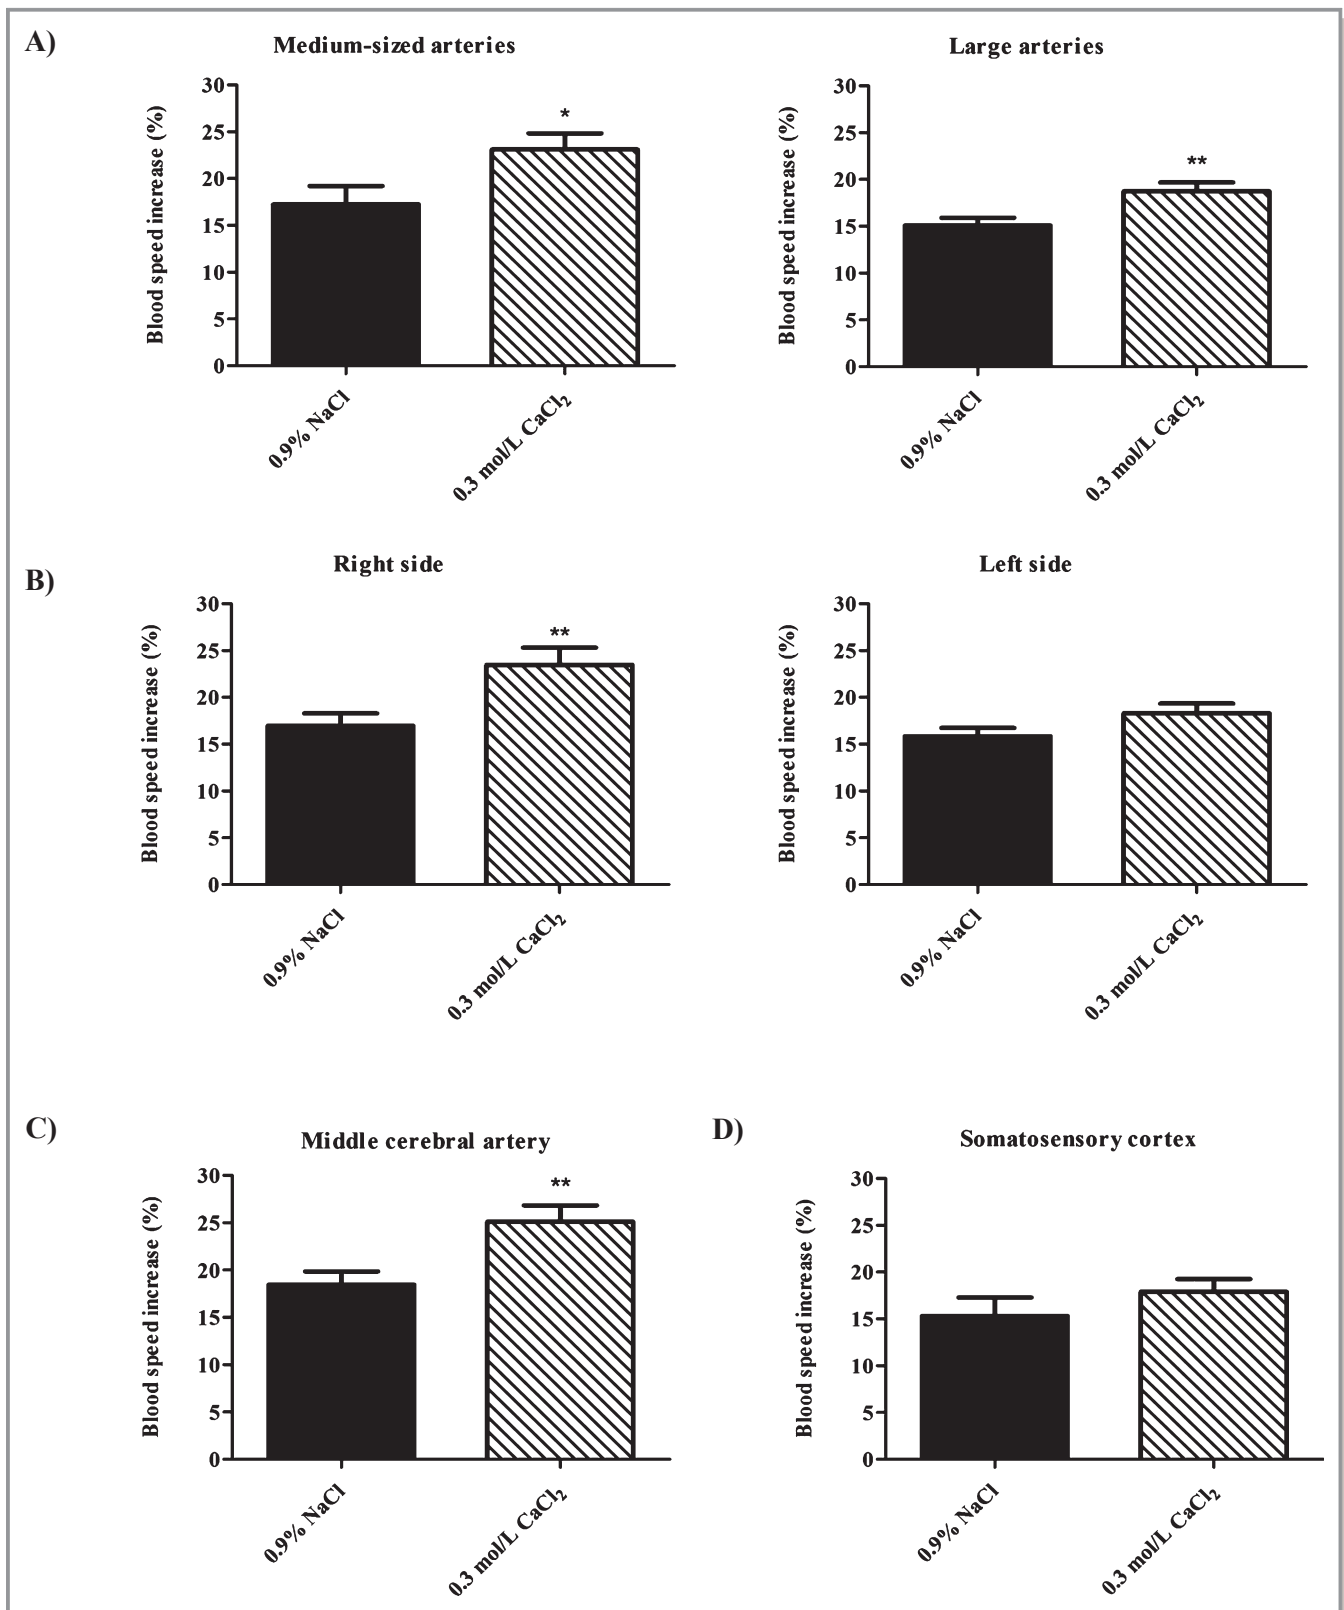 A)
Medium-sized arteries
Blood speed increase (%)
30
25
20
15
10
5
0
*
0.9% NaCl
0.3 mol/L CaCl₂
Large arteries
Blood speed increase (%)
30
25
20
15
10
5
0
**
0.9% NaCl
0.3 mol/L CaCl₂
B)
Right side
Blood speed increase (%)
30
25
20
15
10
5
0
**
0.9% NaCl
0.3 mol/L CaCl₂
Left side
Blood speed increase (%)
30
25
20
15
10
5
0
0.9% NaCl
0.3 mol/L CaCl₂
C)
Middle cerebral artery
Blood speed increase (%)
30
25
20
15
10
5
0
**
0.9% NaCl
0.3 mol/L CaCl₂
D)
Somatosensory cortex
Blood speed increase (%)
30
25
20
15
10
5
0
0.9% NaCl
0.3 mol/L CaCl₂